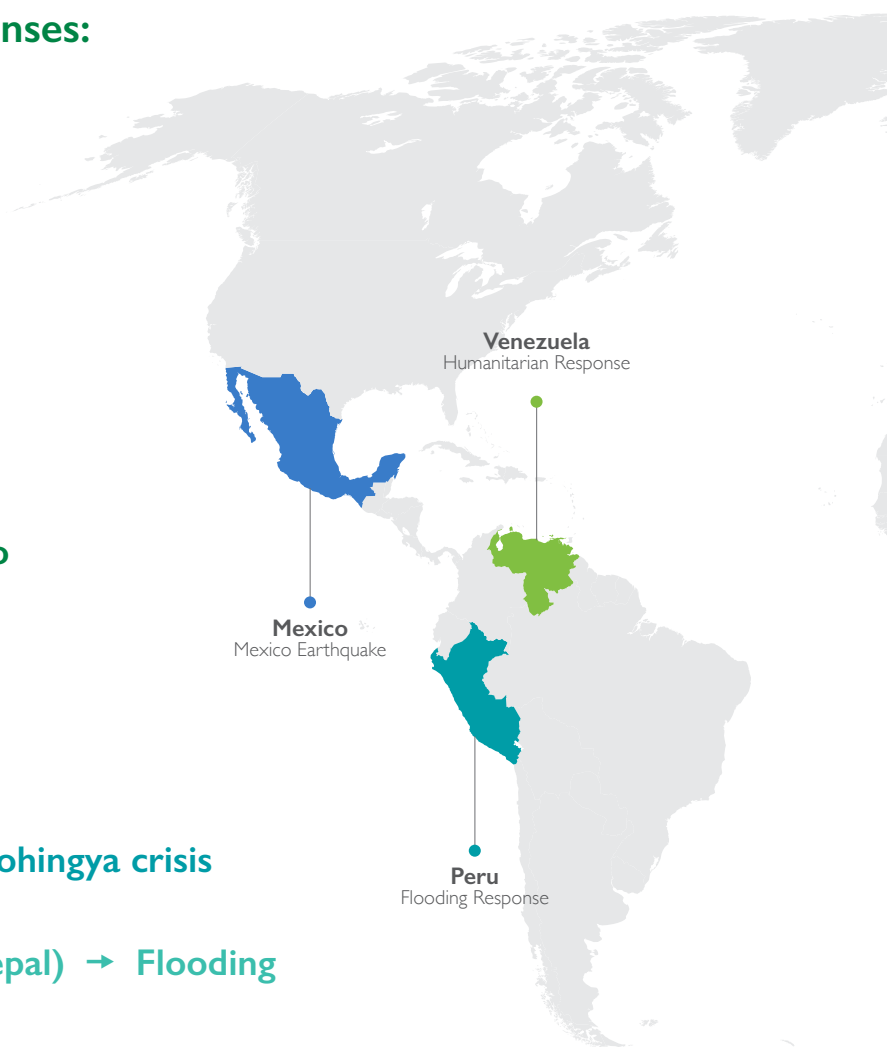 nses:
Venezuela
Humanitarian Response
Mexico
Mexico Earthquake
ohingya crisis
Peru
Flooding Response
epal) → Flooding